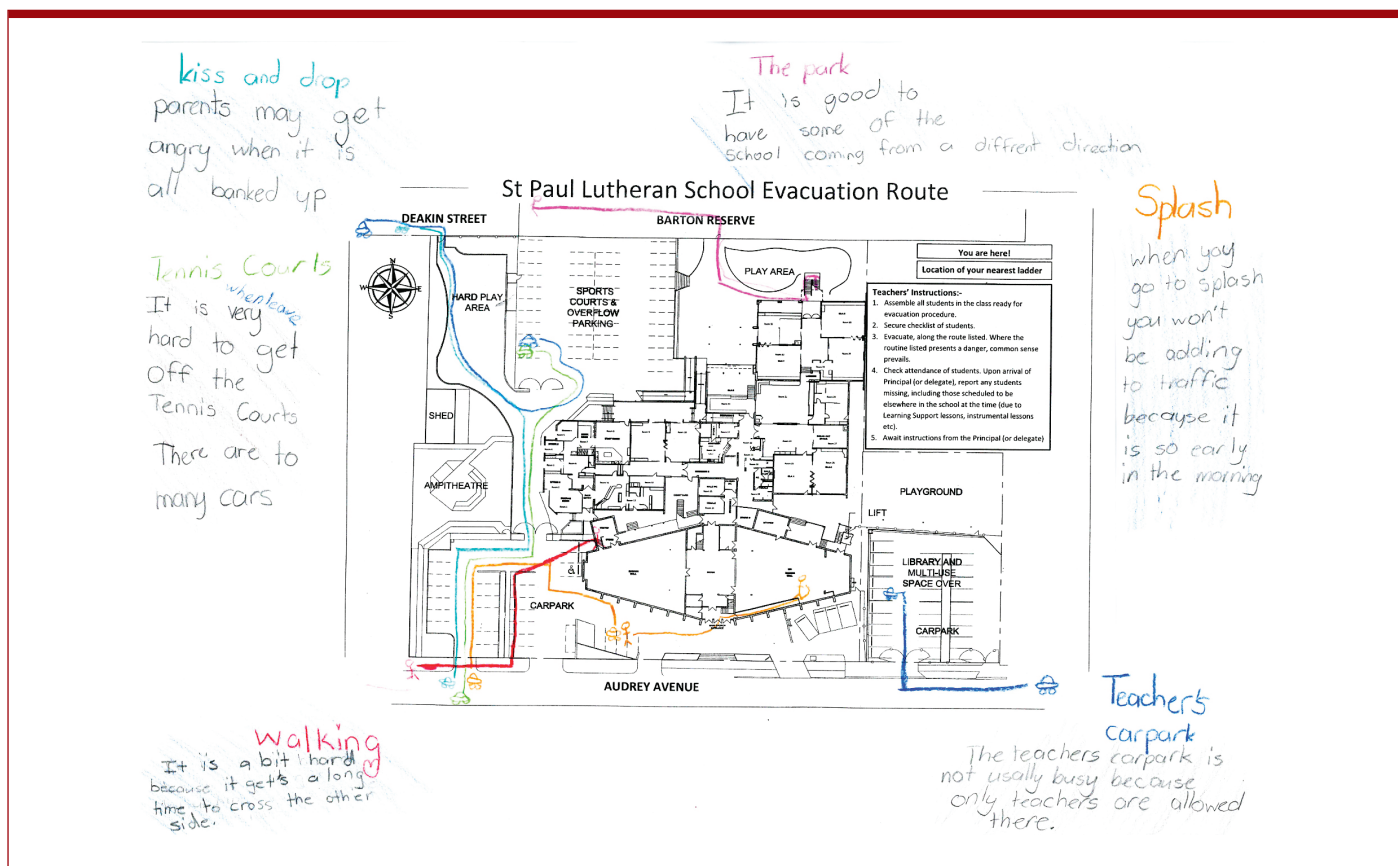 kiss and drop
parents may get
angry when it is
all banked up
The park
It is good to
have some of the
school coming from a diffrent direction
St Paul Lutheran School Evacuation Route
DEAKIN STREET
BARTON RESERVE
Splash
when yoy
go to splash
you won't
be adding
to traffic
because it
is so early
in the morning
Tennis Courts
when leave
It is very
hard to get
off the
Tennis Courts
There are to
many cars
N
W
E
S
HARD PLAY
AREA
SPORTS
COURTS &
OVERFLOW
PARKING
PLAY AREA
You are here!
Location of your nearest ladder
Teachers' Instructions:-
1. Assemble all students in the class ready for
evacuation procedure.
2. Secure checklist of students.
3. Evacuate, along the route listed. Where the
routine listed presents a danger, common sense
prevails.
4. Check attendance of students. Upon arrival of
Principal (or delegate), report any students
missing, including those scheduled to be
elsewhere in the school at the time (due to
Learning Support lessons, instrumental lessons
etc).
5. Await instructions from the Principal (or delegate)
SHED
AMPITHEATRE
PLAYGROUND
LIFT
LIBRARY AND
MULTI-USE
SPACE OVER
CARPARK
CARPARK
AUDREY AVENUE
Walking
It is a bit hard
because it get's a long
time to cross the other
side.
Teachers
carpark
The teachers carpark is
not usally busy because
only teachers are allowed
there.